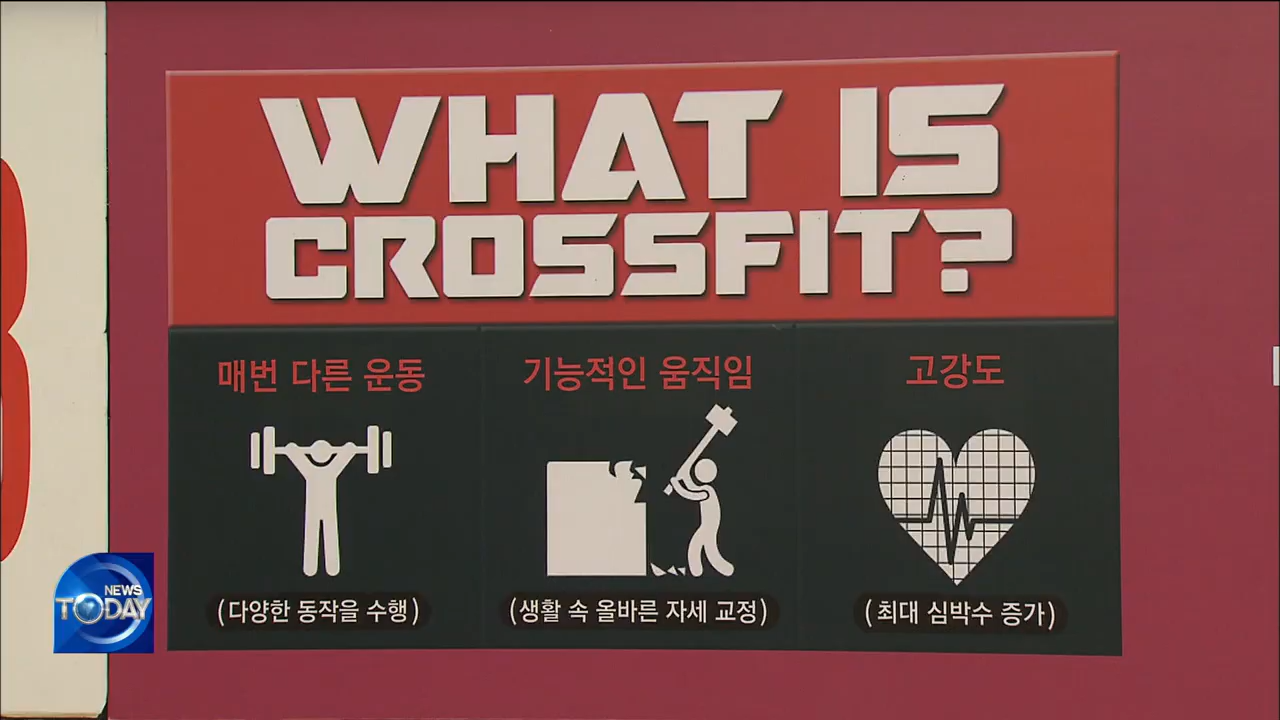 WHAT IS
CROSSFIT?
매번 다른 운동
기능적인 움직임
고강도
(다양한 동작을 수행)
(생활 속 올바른 자세 교정)
(최대 심박수 증가)
NEWS
TODAY